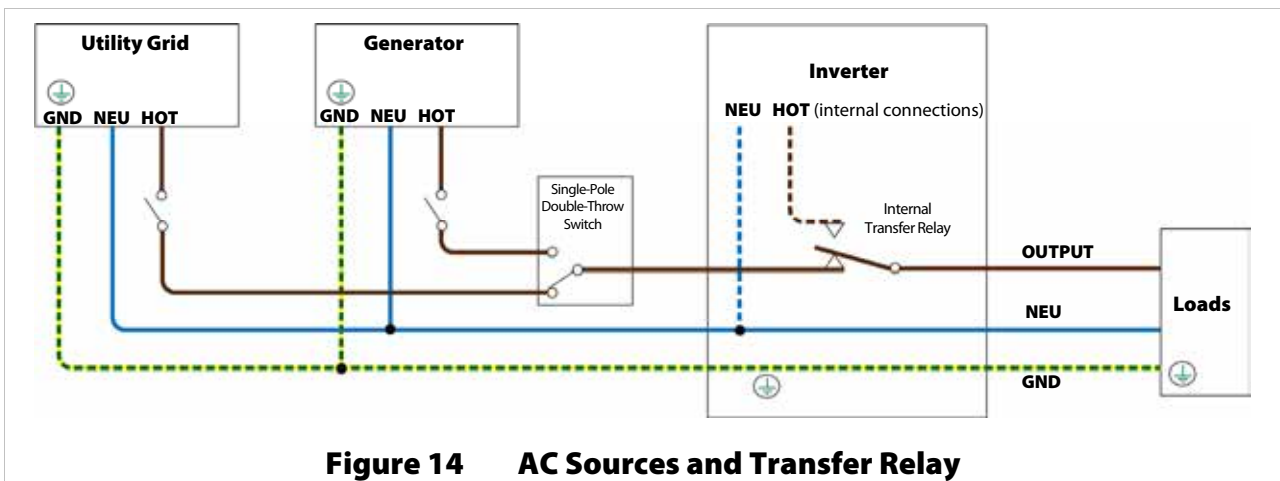 Utility Grid
GND NEU HOT
Generator
GND NEU HOT
Single-Pole
Double-Throw
Switch
Inverter
NEU HOT (internal connections)
Internal
Transfer Relay
OUTPUT
NEU
GND
Loads
Figure 14 AC Sources and Transfer Relay